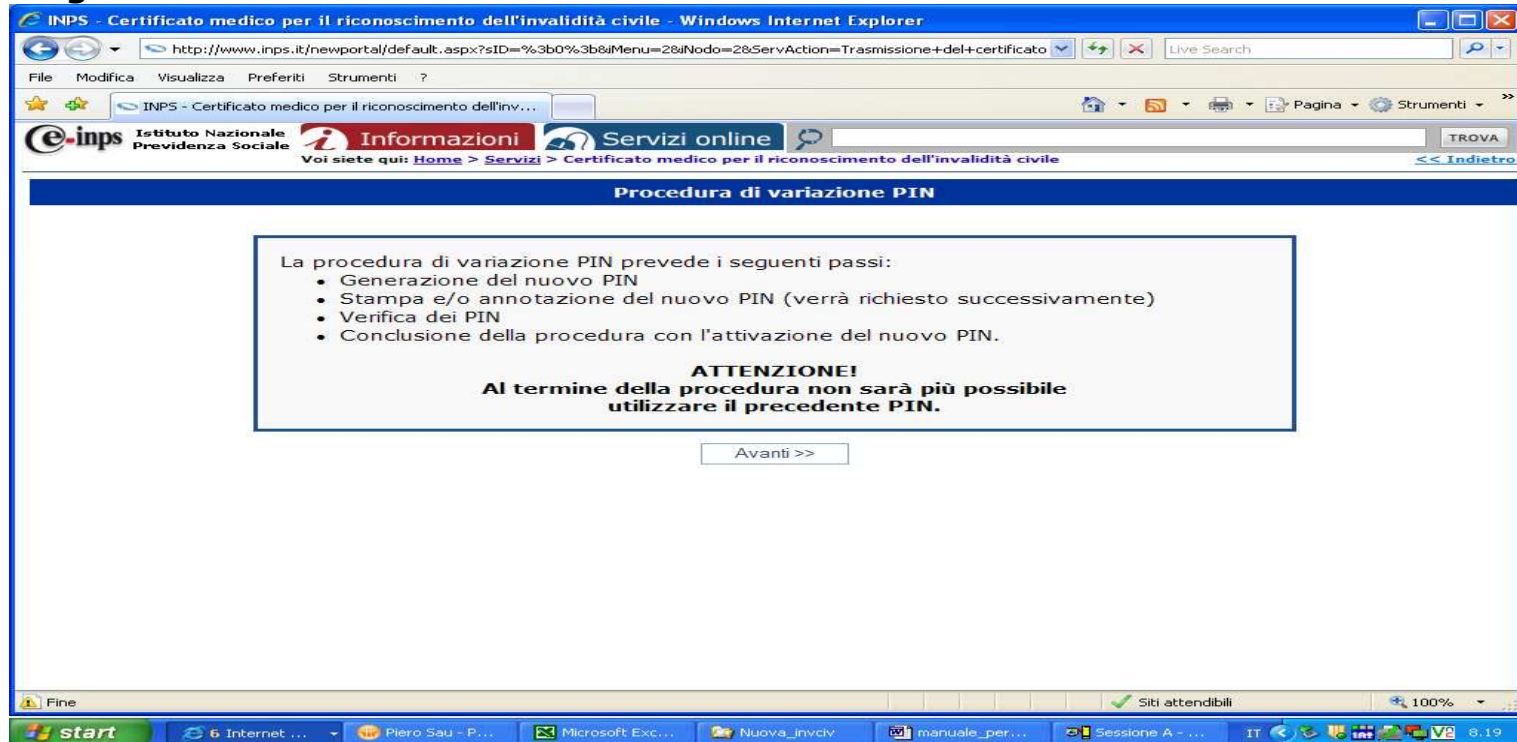 INPS - Certificato medico per il riconoscimento dell'invalidità civile - Windows Internet Explorer
http://www.inps.it/newportal/default.aspx?sID=%3b0%3b&iMenu=2&iNodo=2&ServAction=Trasmissione+del+certificato
Live Search
File Modifica Visualizza Preferiti Strumenti ?
INPS - Certificato medico per il riconoscimento dell'inv...
Pagina Strumenti »
e-inps Istituto Nazionale Previdenza Sociale
Informazioni Servizi online TROVA
Voi siete qui: Home > Servizi > Certificato medico per il riconoscimento dell'invalidità civile << Indietro
Procedura di variazione PIN
La procedura di variazione PIN prevede i seguenti passi:
• Generazione del nuovo PIN
• Stampa e/o annotazione del nuovo PIN (verrà richiesto successivamente)
• Verifica dei PIN
• Conclusione della procedura con l'attivazione del nuovo PIN.
ATTENZIONE!
Al termine della procedura non sarà più possibile
utilizzare il precedente PIN.
Avanti >>
Fine Siti attendibili 100%
start 6 Internet ... Piero Sau - P... Microsoft Exc... Nuova_invciv manuale_per... Sessione A - ... IT V2 8.19